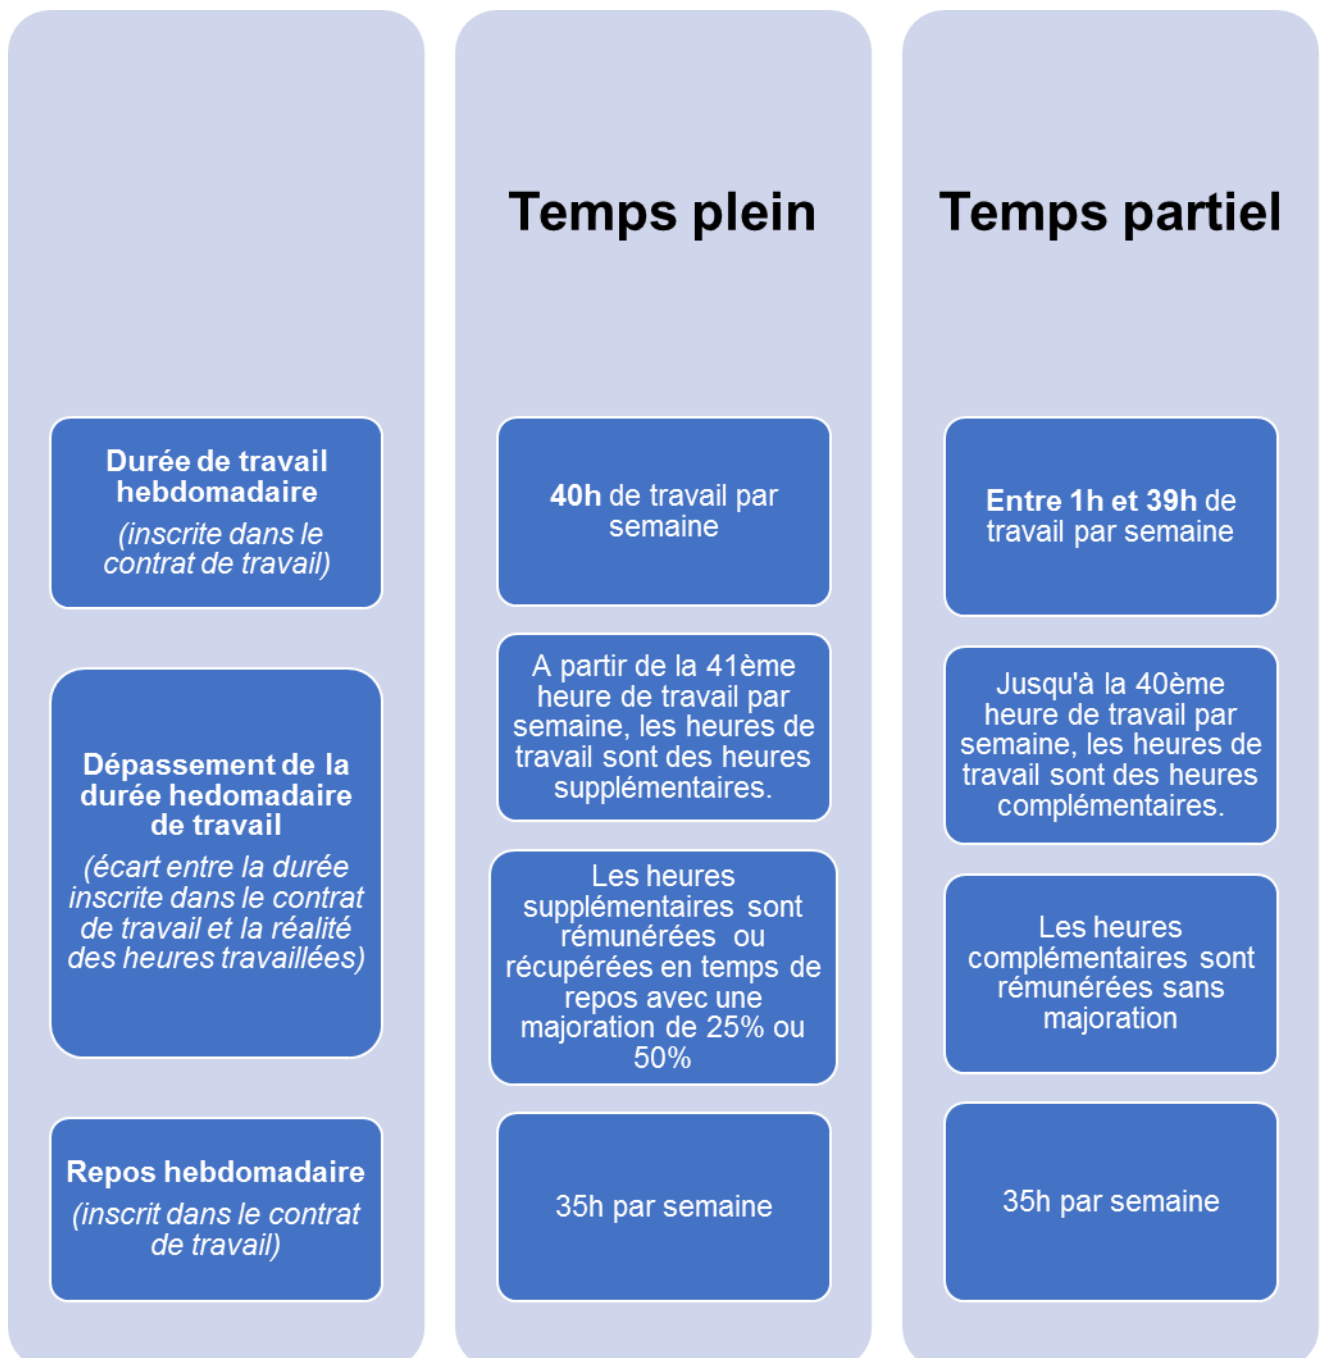 Temps plein
Temps partiel
Durée de travail
hebdomadaire
(inscrite dans le
contrat de travail)
40h de travail par
semaine
Entre 1h et 39h de
travail par semaine
Dépassement de la
durée hedomadaire
de travail
(écart entre la durée
inscrite dans le contrat
de travail et la réalité
des heures travaillées)
A partir de la 41ème
heure de travail par
semaine, les heures de
travail sont des heures
supplémentaires.
Les heures
supplémentaires sont
rémunérées ou
récupérées en temps de
repos avec une
majoration de 25% ou
50%
Jusqu'à la 40ème
heure de travail par
semaine, les heures de
travail sont des heures
complémentaires.
Les heures
complémentaires sont
rémunérées sans
majoration
Repos hebdomadaire
(inscrit dans le contrat
de travail)
35h par semaine
35h par semaine